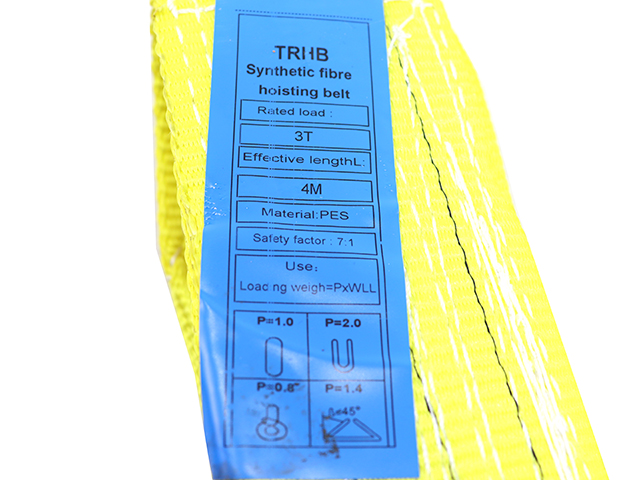 TRHB
Synthetic fibre
hoisting belt
Rated load :
3T
Effective lengthL:
4M
Material:PES
Safety factor : 7:1
Use:
Loading weigh=PxWLL
P=1.0 P=2.0
P=0.8 P=1.4
β≤45°